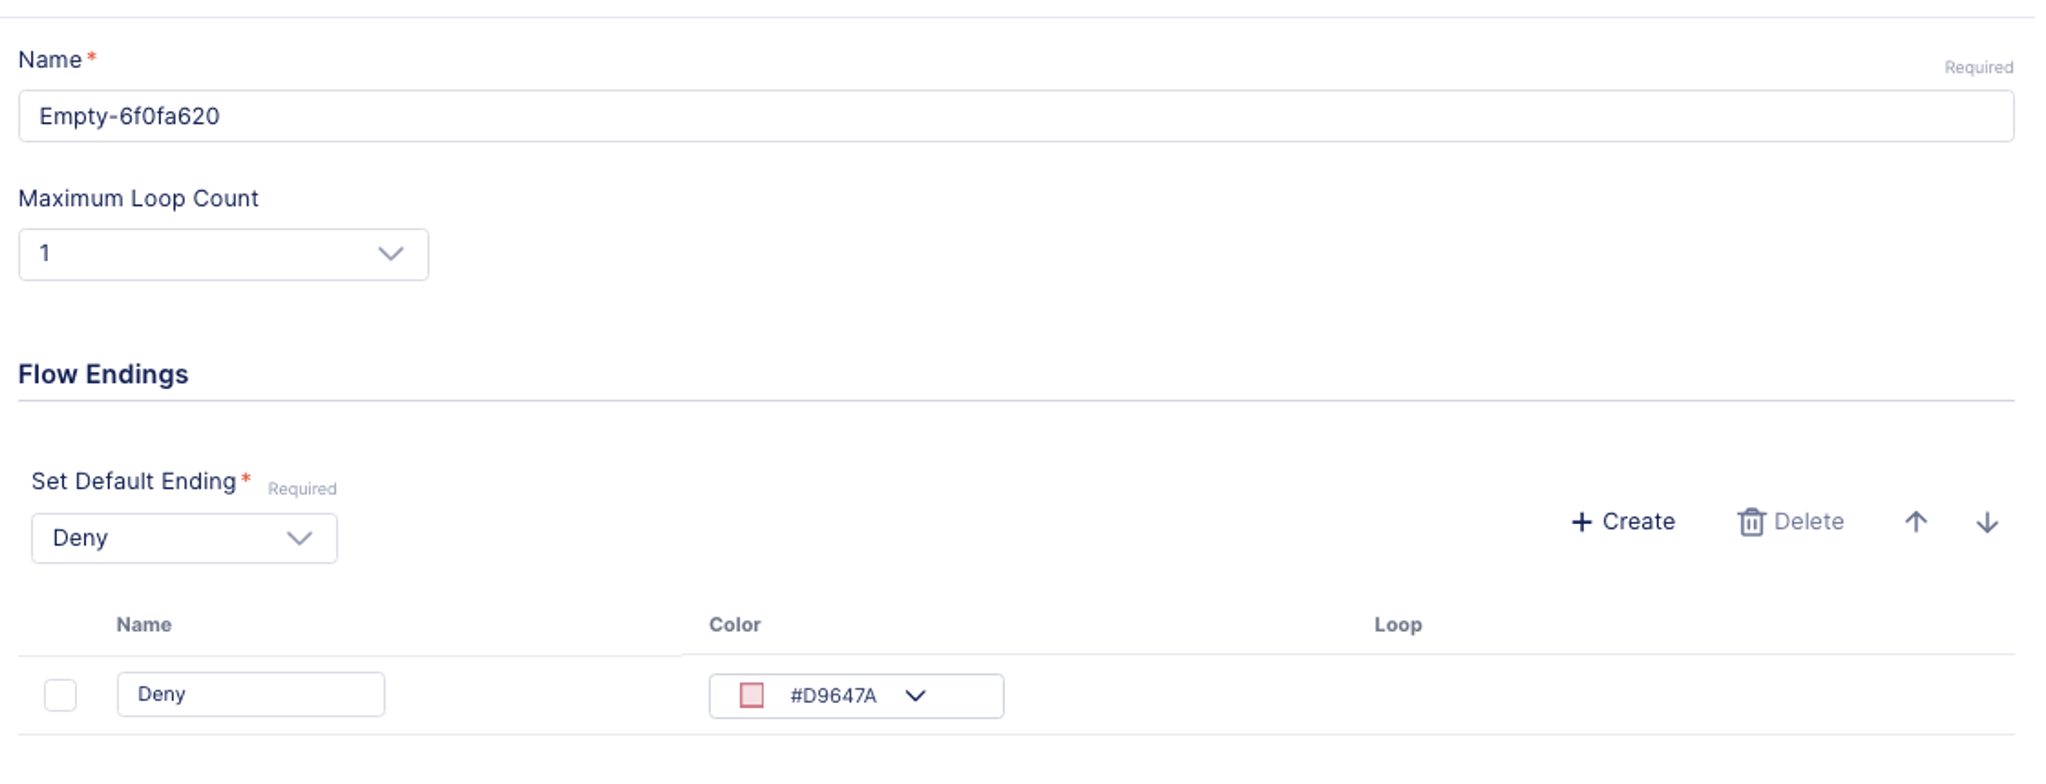 Name*
Required
Empty-6f0fa620
Maximum Loop Count
1
Flow Endings
Set Default Ending* Required
Deny
+ Create Delete
Name Color Loop
Deny #D9647A